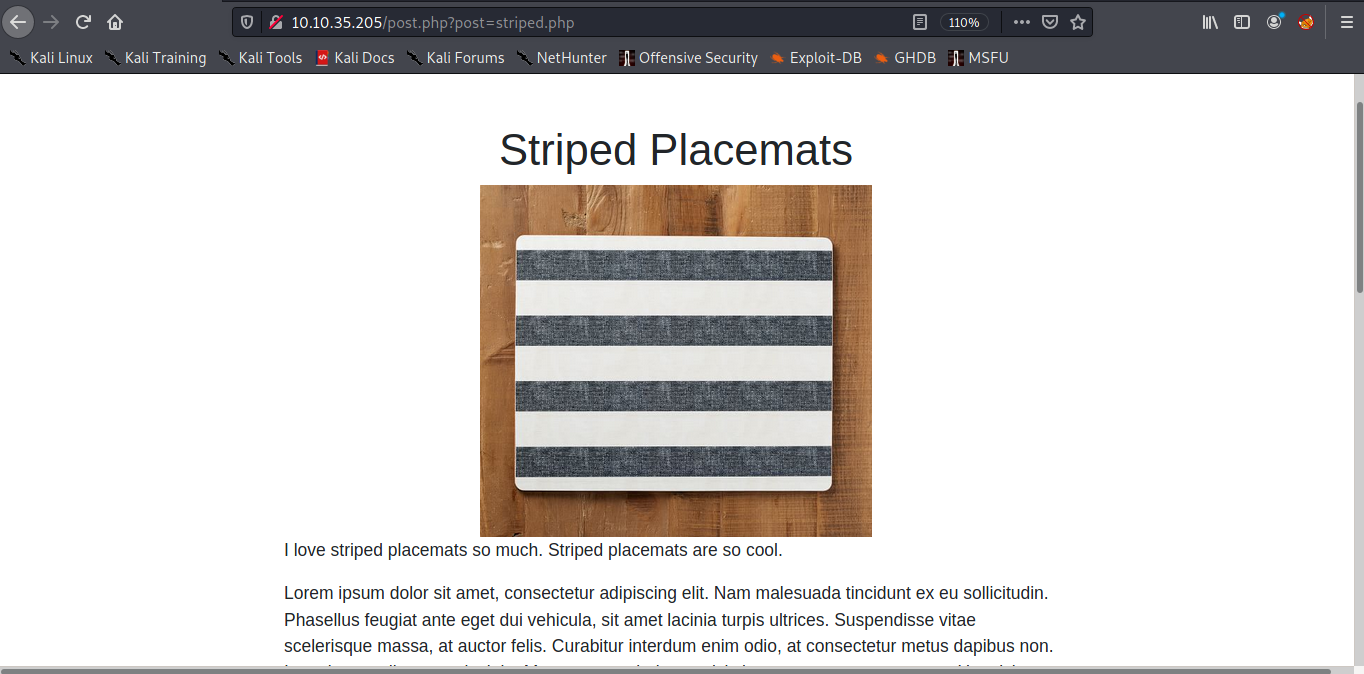 10.10.35.205/post.php?post=striped.php
110%
Kali Linux Kali Training Kali Tools Kali Docs Kali Forums NetHunter Offensive Security Exploit-DB GHDB MSFU
Striped Placemats
I love striped placemats so much. Striped placemats are so cool.
Lorem ipsum dolor sit amet, consectetur adipiscing elit. Nam malesuada tincidunt ex eu sollicitudin.
Phasellus feugiat ante eget dui vehicula, sit amet lacinia turpis ultrices. Suspendisse vitae
scelerisque massa, at auctor felis. Curabitur interdum enim odio, at consectetur metus dapibus non.